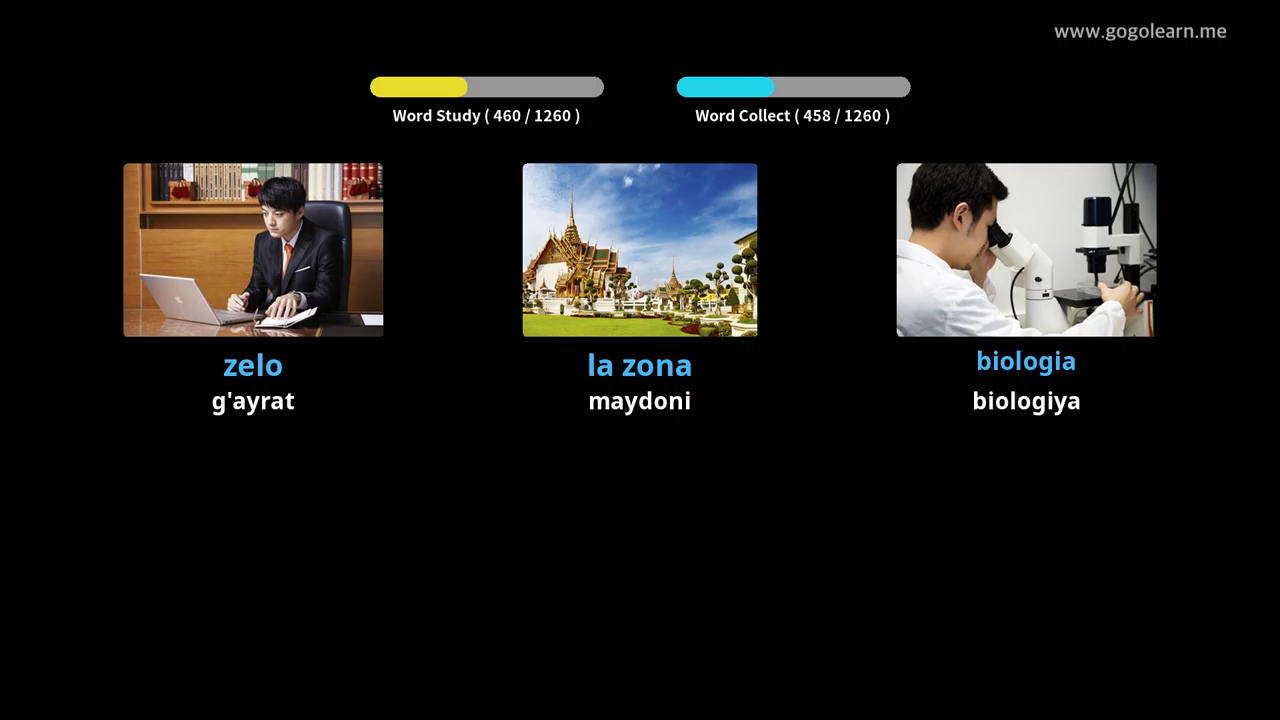 www.gogolearn.me
Word Study ( 460 / 1260 )
Word Collect ( 458 / 1260 )
zelo
la zona
biologia
g'ayrat
maydoni
biologiya